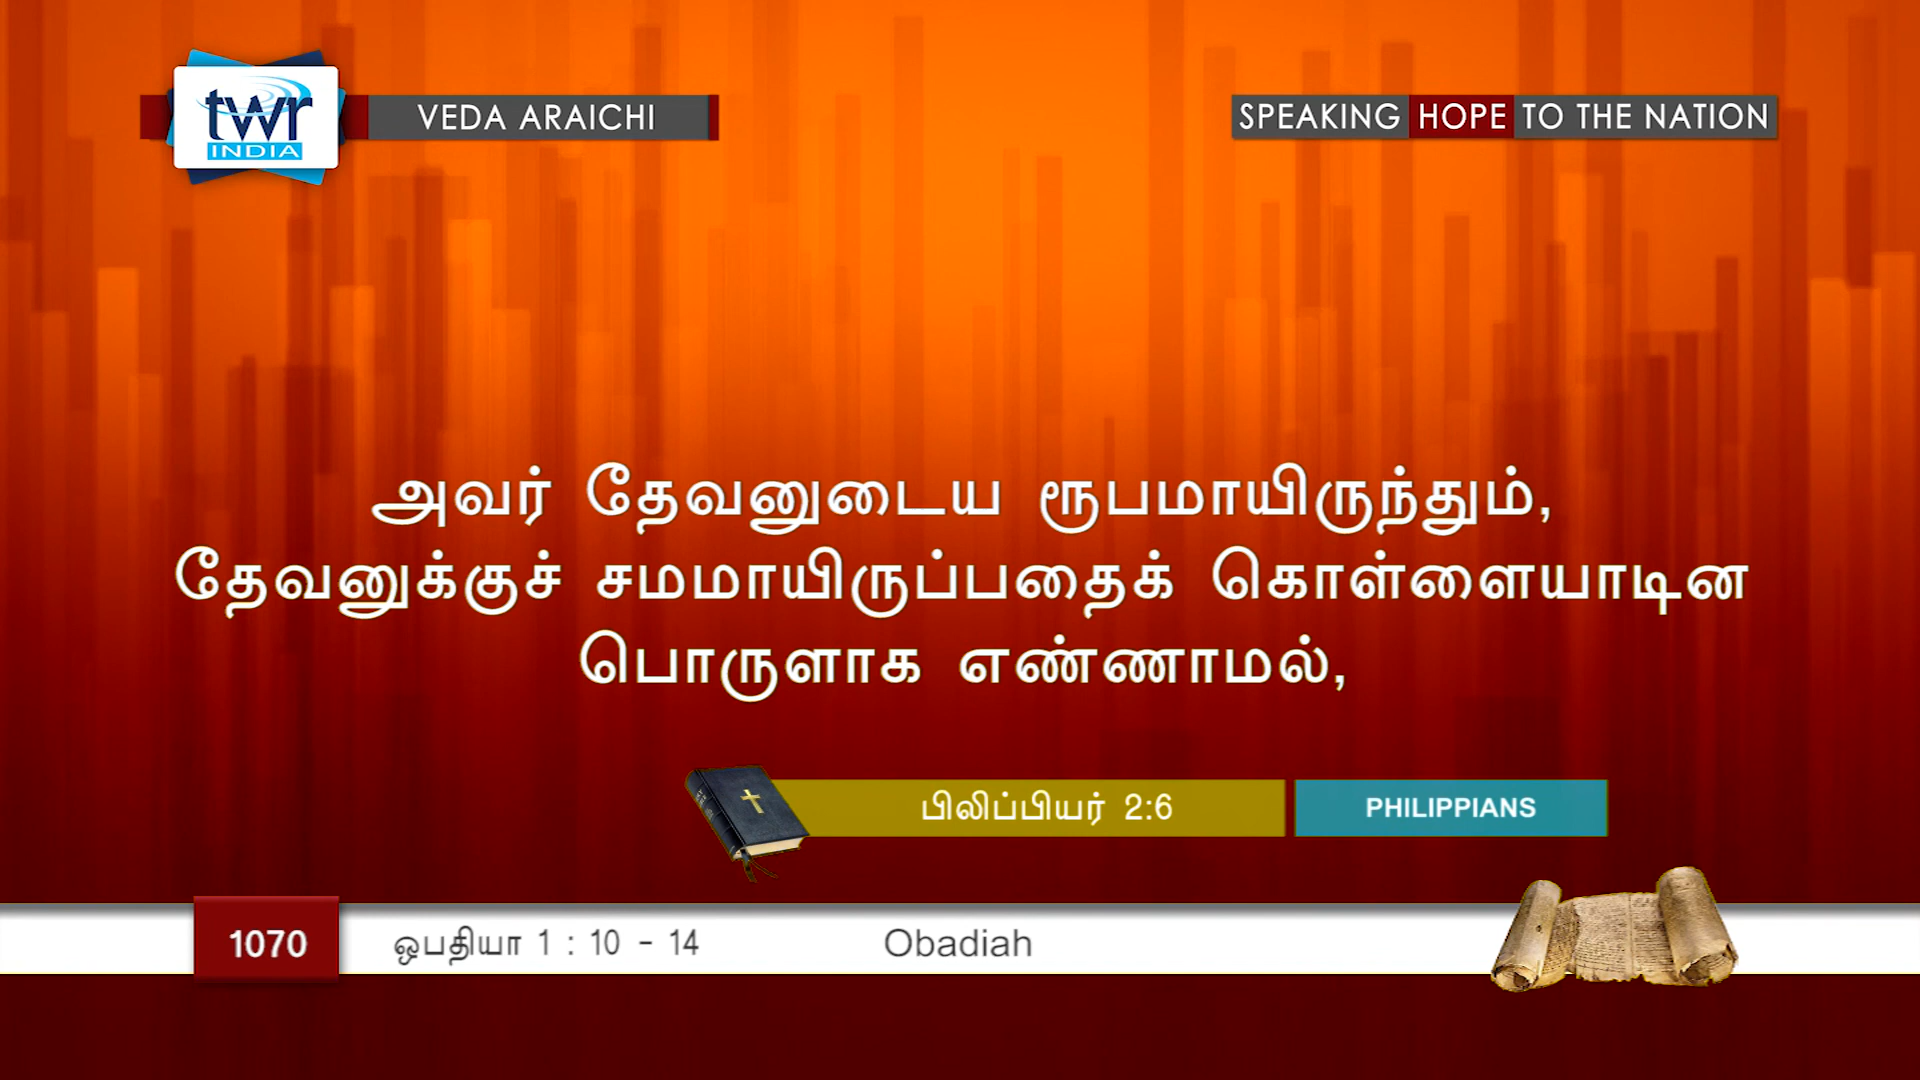 twr
INDIA
VEDA ARAICHI
SPEAKING HOPE TO THE NATION
அவர் தேவனுடைய ரூபமாயிருந்தும்,
தேவனுக்குச் சமமாயிருப்பதைக் கொள்ளையாடின
பொருளாக எண்ணாமல்,
பிலிப்பியர் 2:6
PHILIPPIANS
1070
ஒபதியா 1 : 10 - 14
Obadiah